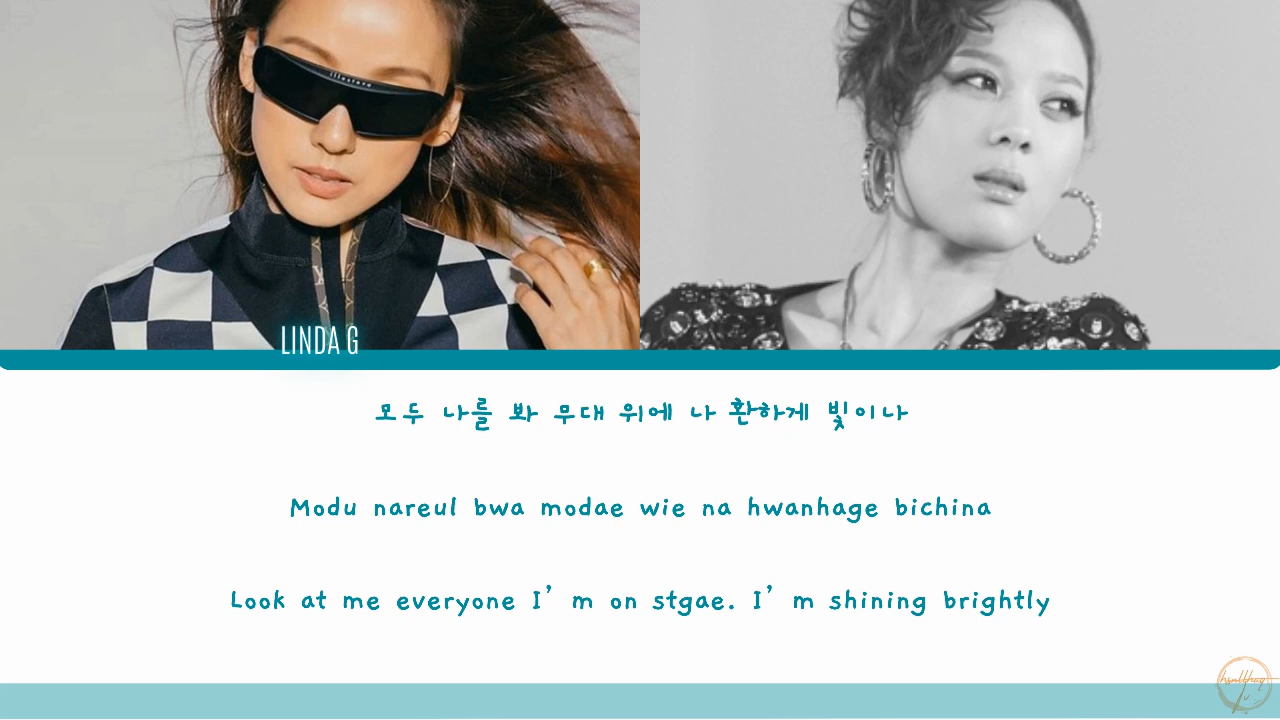 LINDA G
모두 나를 봐 무대 위에 나 환하게 빛이나
Modu nareul bwa modae wie na hwanhage bichina
Look at me everyone I'm on stgae. I'm shining brightly